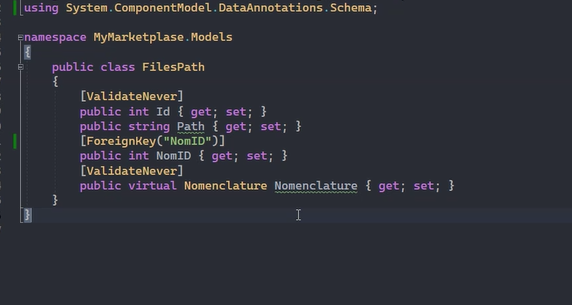 using System.ComponentModel.DataAnnotations.Schema;
namespace MyMarketplase.Models
{
public class FilesPath
{
[ValidateNever]
public int Id { get; set; }
public string Path { get; set; }
[ForeignKey("NomID")]
public int NomID { get; set; }
[ValidateNever]
public virtual Nomenclature Nomenclature { get; set; }
}
}